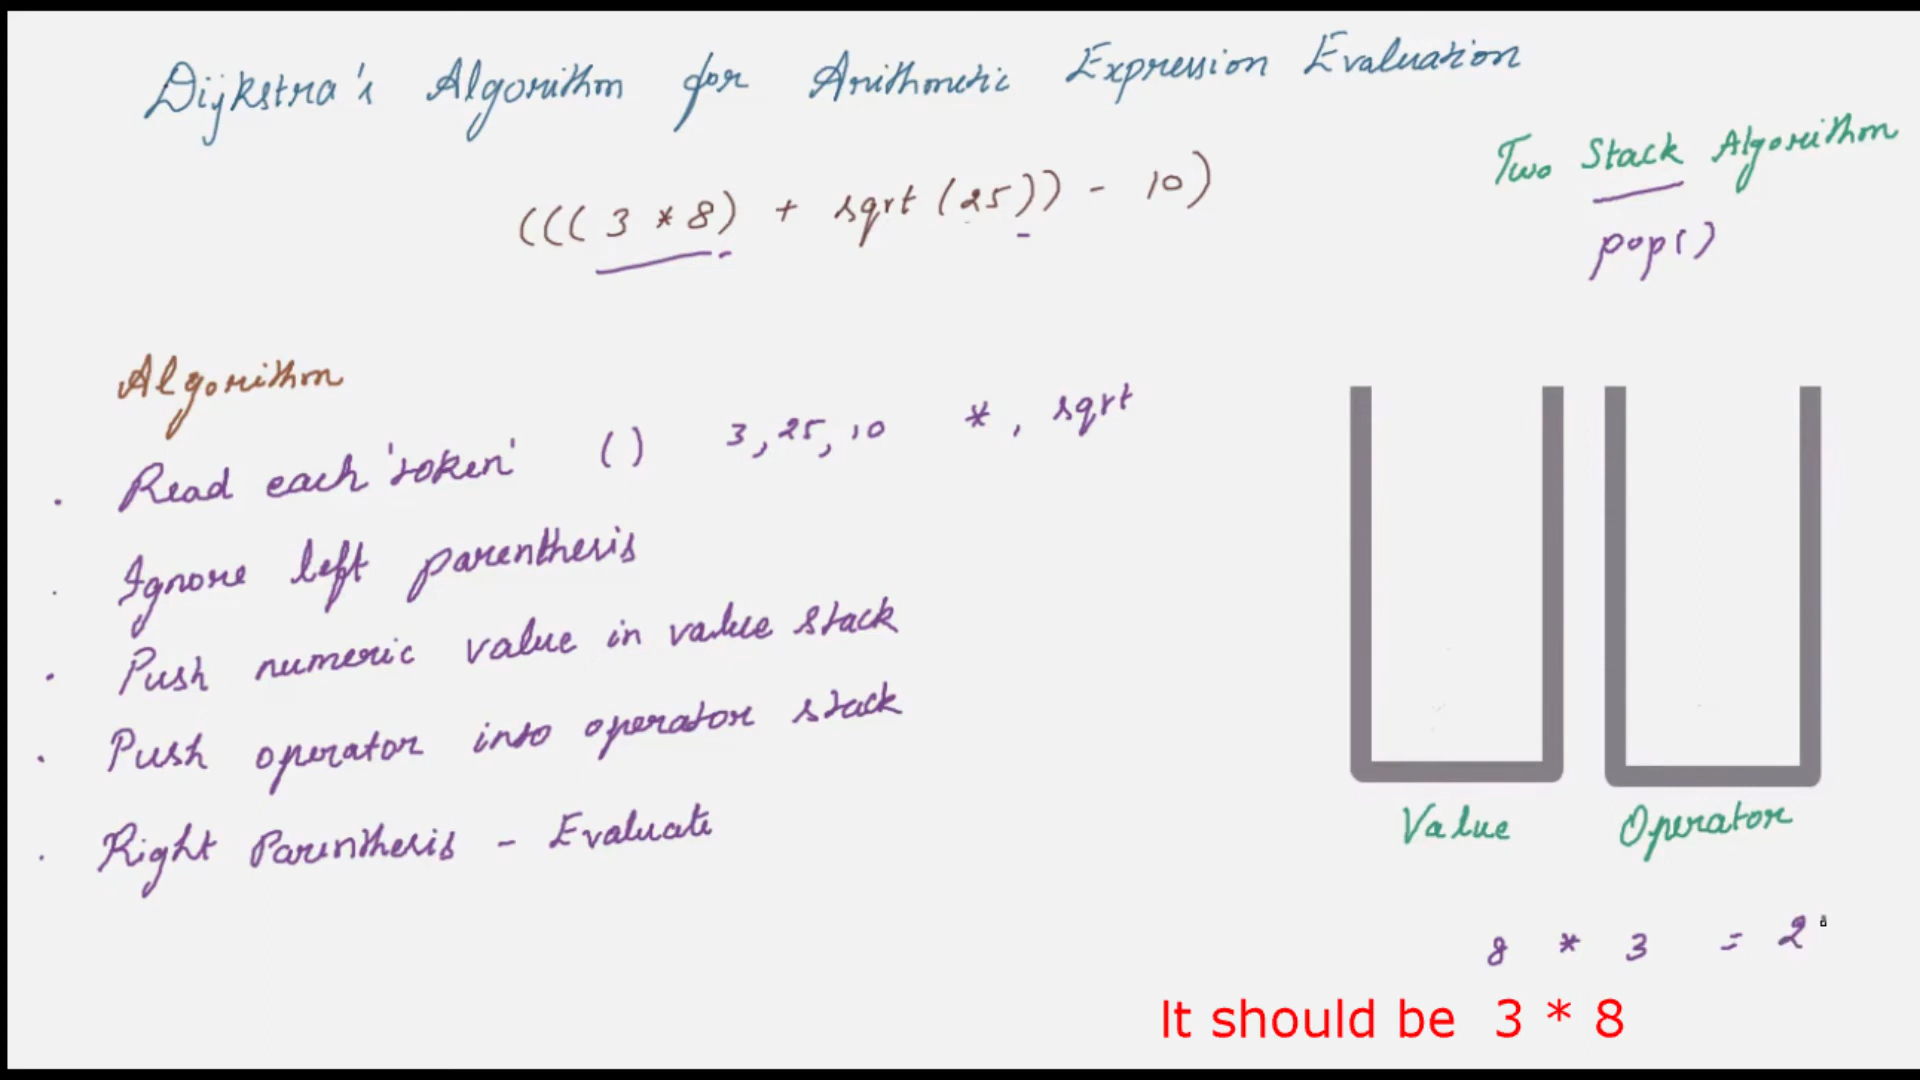 Dijkstra's Algorithm for Arithmetic Expression Evaluation
Two Stack Algorithm
(((3 * 8) + sqrt (25)) - 10)
pop()
Algorithm
. Read each 'token' () 3, 25, 10 *, sqrt
. Ignore left parenthesis
. Push numeric value in value stack
. Push operator into operator stack
. Right Parenthesis - Evaluate
Value
Operator
8 * 3 = 2
It should be 3 * 8